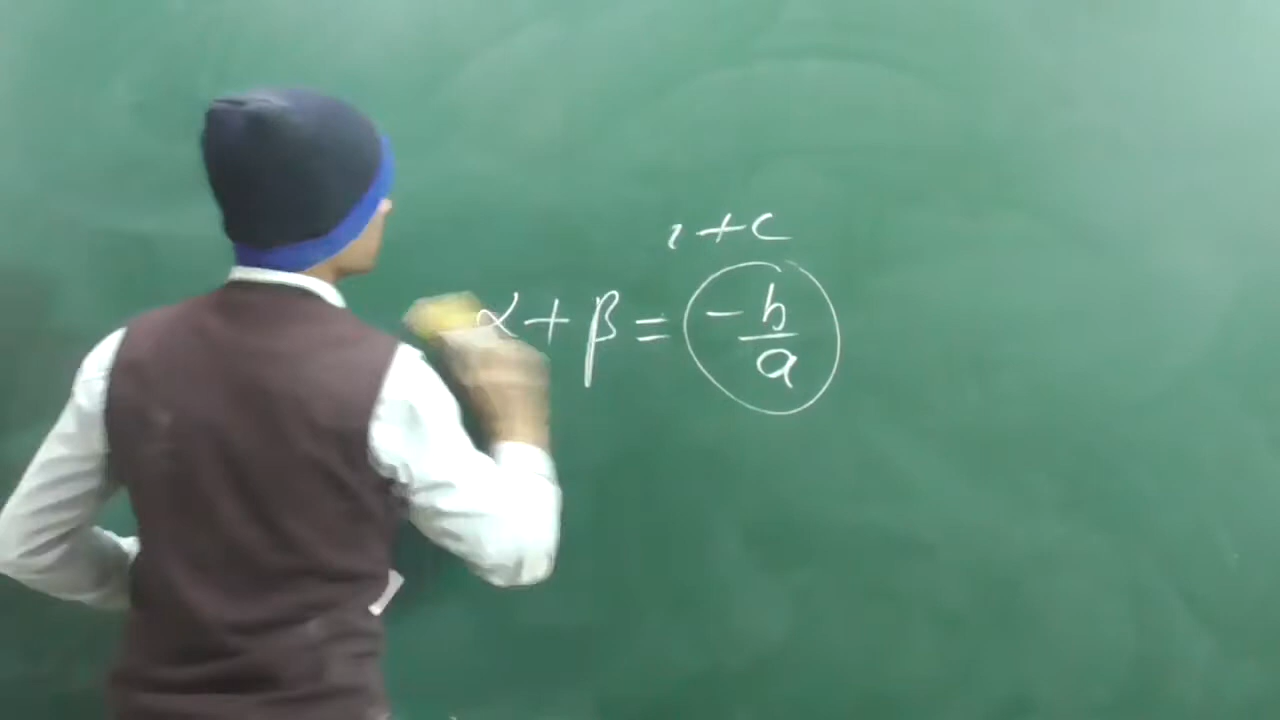 +c
α + β = -b/a